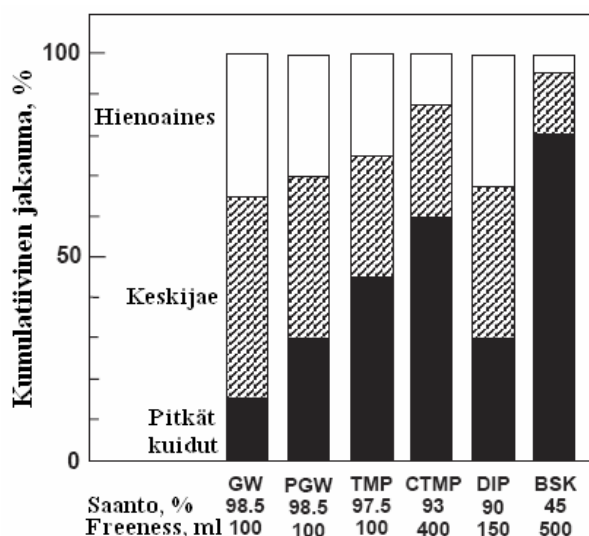 Kumulatiivinen jakauma, %
100
50
0
Hienoaines
Keskijae
Pitkät
kuidut
GW PGW TMP CTMP DIP BSK
Saanto, % 98.5 98.5 97.5 93 90 45
Freeness, ml 100 100 100 400 150 500